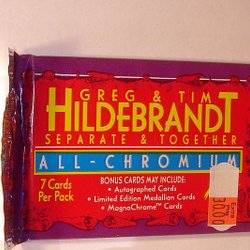 GREG & TIM
HILDEBRANDT
SEPARATE & TOGETHER
ALL-CHROMIUM
7 Cards
Per Pack
BONUS CARDS MAY INCLUDE:
• Autographed Cards
• Limited Edition Medallion Cards
• MagnaChrome™ Cards